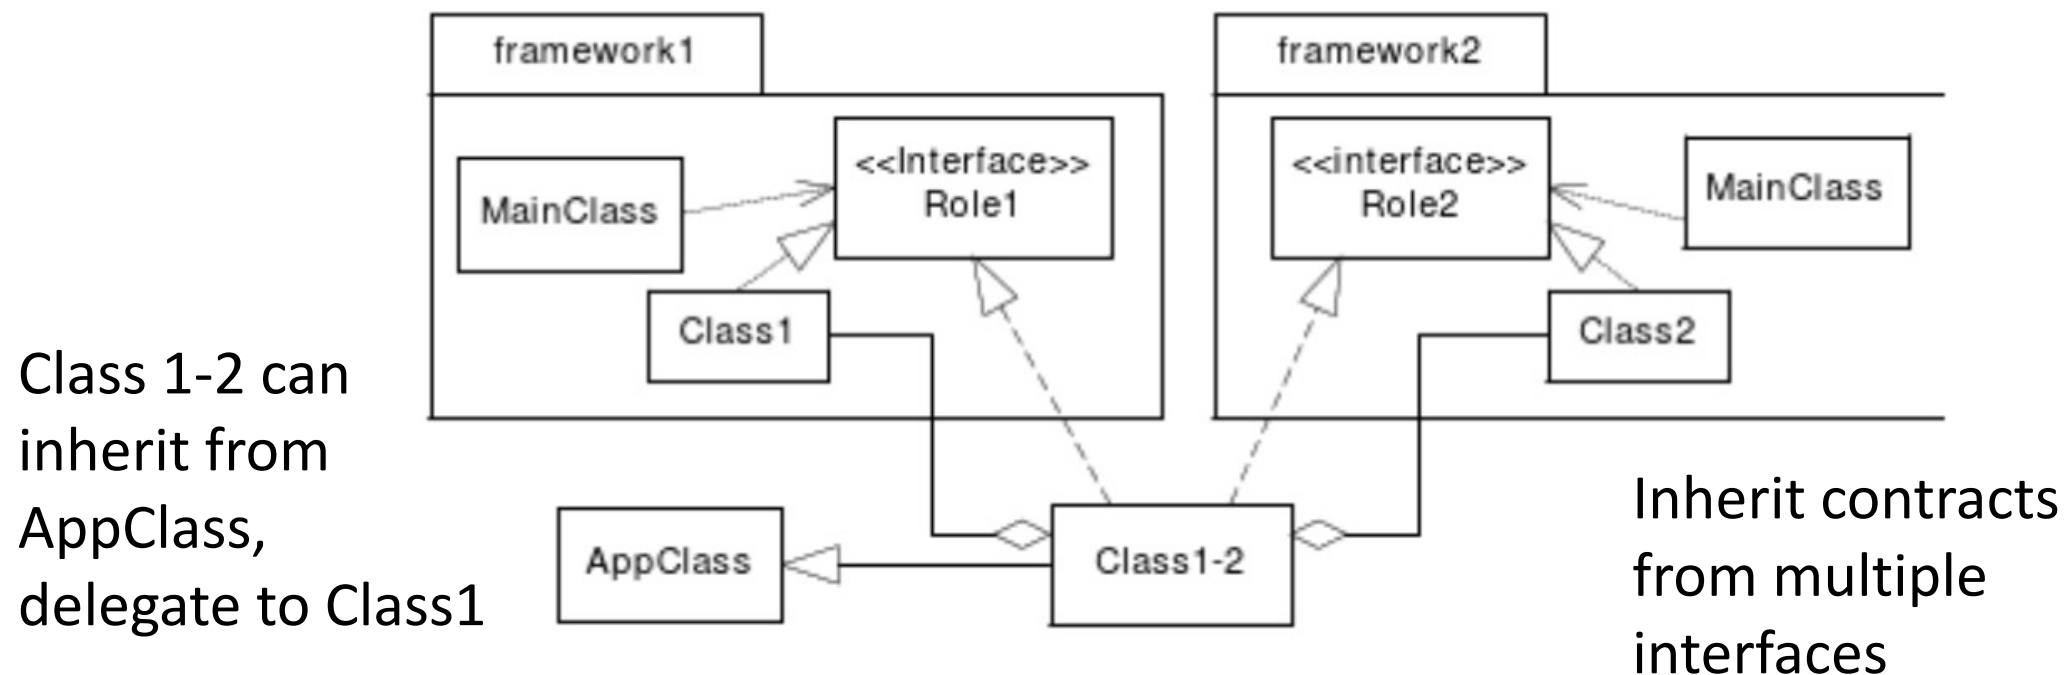 framework1
framework2
<<Interface>>
Role1
<<interface>>
Role2
MainClass
MainClass
Class1
Class2
Class 1-2 can
inherit from
AppClass,
delegate to Class1
AppClass
Class1-2
Inherit contracts
from multiple
interfaces